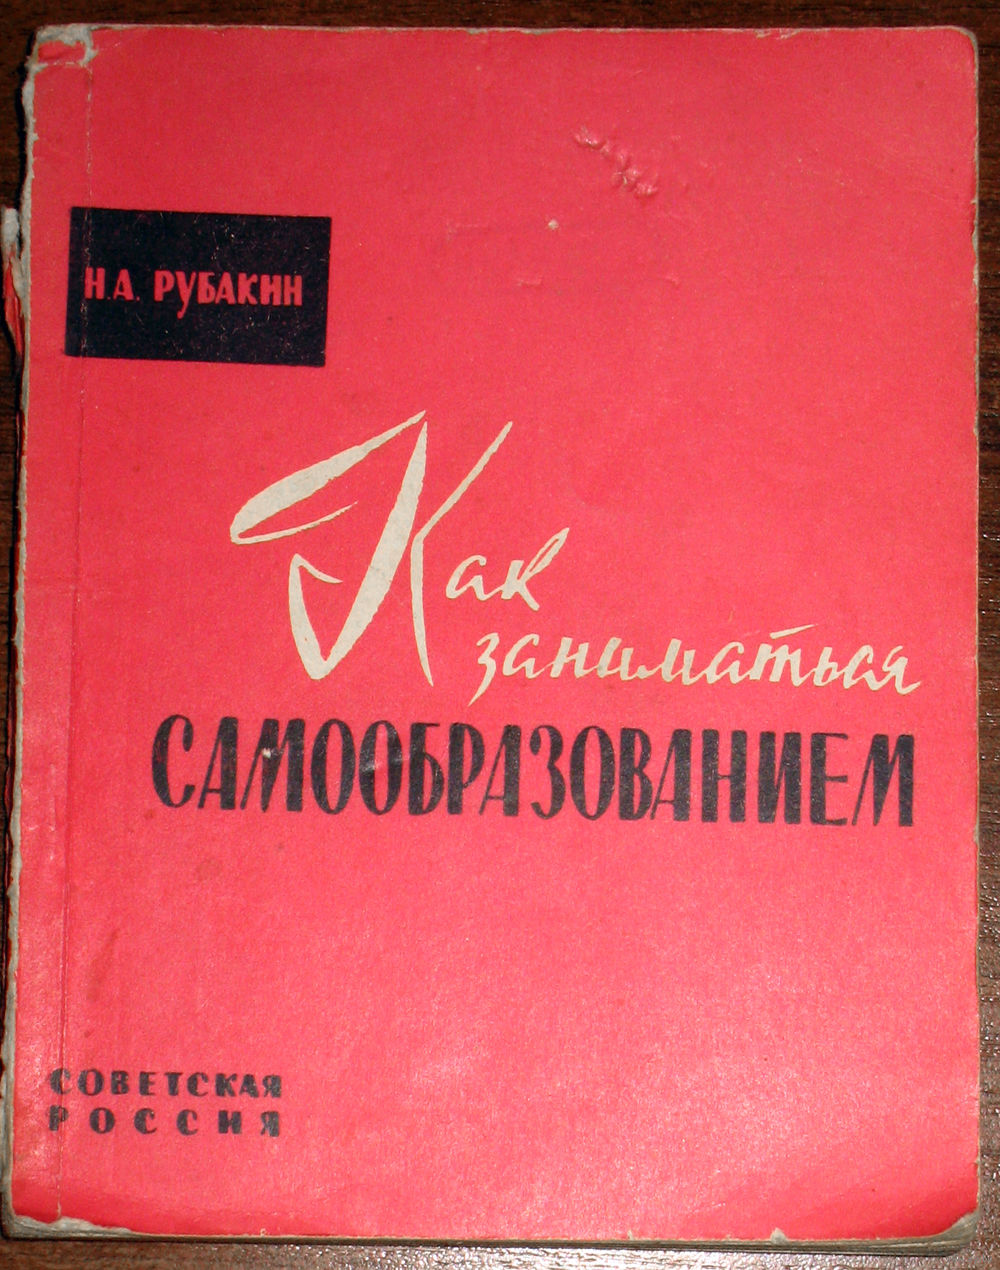 Н.А. РУБАКИН
Как
заниматься
САМООБРАЗОВАНИЕМ
СОВЕТСКАЯ
РОССИЯ